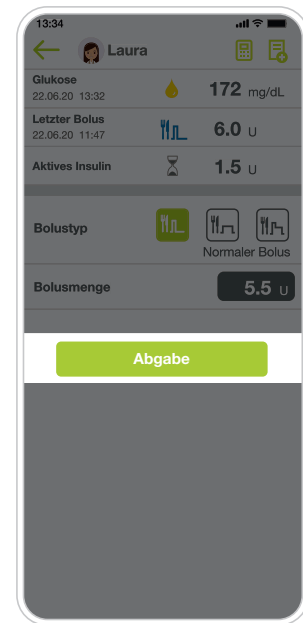 13:34
Laura
Glukose
22.06.20 13:32
172 mg/dL
Letzter Bolus
22.06.20 11:47
6.0 U
Aktives Insulin
1.5 U
Bolustyp
Normaler Bolus
Bolusmenge
5.5 U
Abgabe